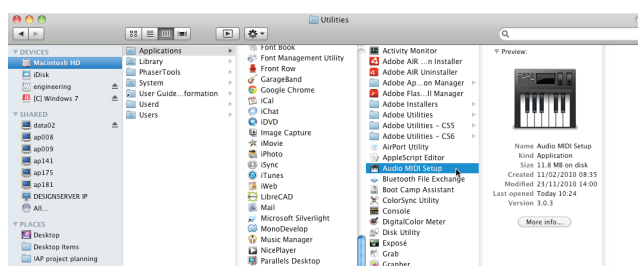 Utilities
DEVICES
Macintosh HD
iDisk
engineering
[C] Windows 7
SHARED
data02
ap008
ap009
ap141
ap175
ap181
DESIGNSERVER IP
All...
PLACES
Desktop
Desktop Items
!AP project planning
Applications
Library
PhaserTools
System
User Guide...formation
Userd
Users
Font Book
Font Management Utility
Front Row
GarageBand
Google Chrome
iCal
iChat
iDVD
Image Capture
iMovie
iPhoto
iSync
iTunes
iWeb
LibreCAD
Mail
Microsoft Silverlight
MonoDevelop
Music Manager
NicePlayer
Parallels Desktop
Activity Monitor
Adobe AIR ...n Installer
Adobe AIR Uninstaller
Adobe Ap...on Manager
Adobe Flas...ll Manager
Adobe Installers
Adobe Utilities
Adobe Utilities - CS5
Adobe Utilities - CS6
AirPort Utility
AppleScript Editor
Audio MIDI Setup
Bluetooth File Exchange
Boot Camp Assistant
ColorSync Utility
Console
DigitalColor Meter
Disk Utility
Exposé
Grab
Grapher
Preview:
Name Audio MIDI Setup
Kind Application
Size 11.8 MB on disk
Created 11/02/2010 08:35
Modified 23/11/2010 14:00
Last opened Today 10:24
Version 3.0.3
More info...